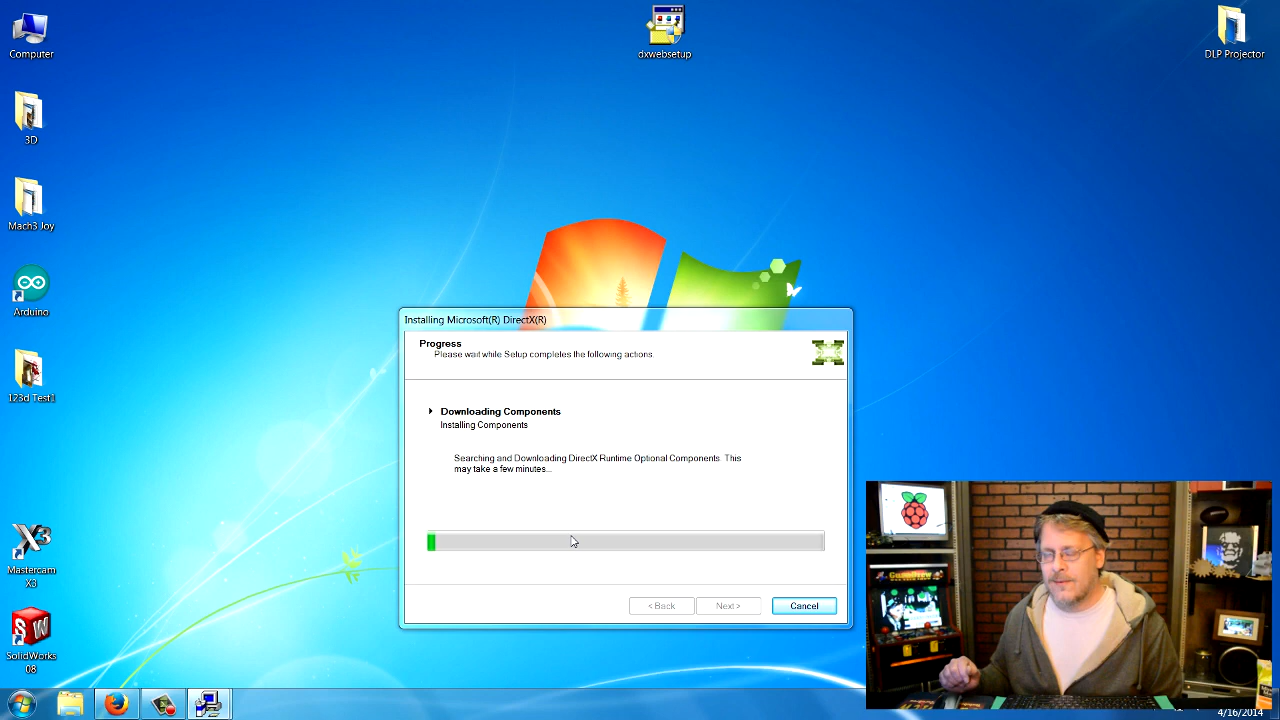 Computer
dxwebsetup
DLP Projector
3D
Mach3 Joy
Arduino
123d Test1
Mastercam
X3
SolidWorks
08
Installing Microsoft(R) DirectX(R)
Progress
Please wait while Setup completes the following actions.
Downloading Components
Installing Components
Searching and Downloading DirectX Runtime Optional Components. This
may take a few minutes...
< Back
Next >
Cancel
4/16/2014